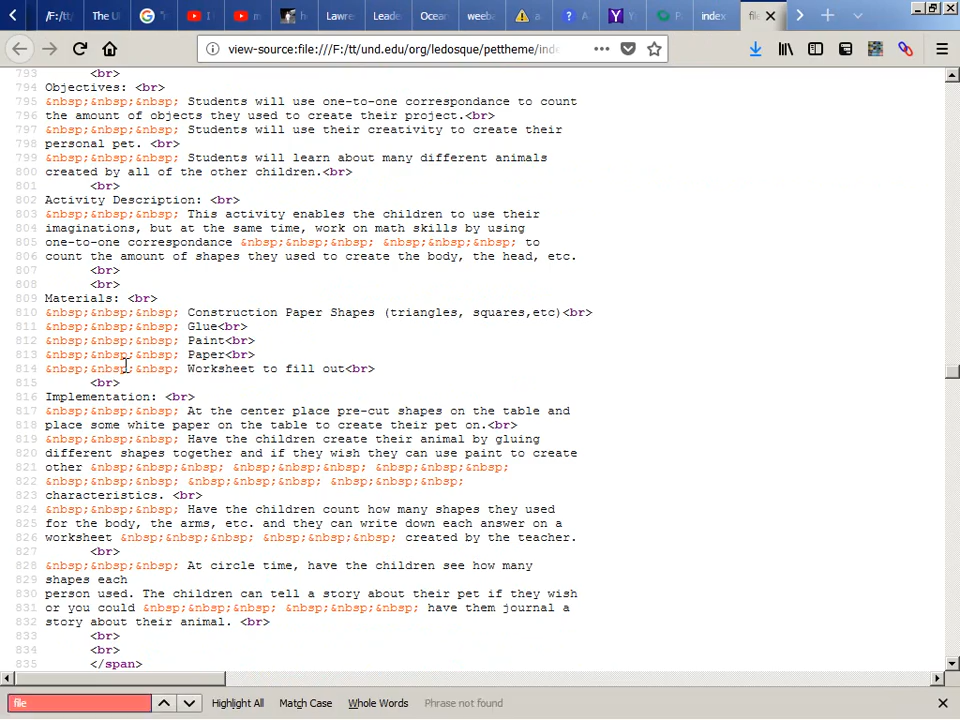 /F:/tt/
The U
I
m
h
Lawre
Leade
Ocear
weeba
a
A
Y
P
index
file
view-source:file:///F:/tt/und.edu/org/ledosque/pettheme/inde
793 <br>
794 Objectives: <br>
795 &nbsp;&nbsp;&nbsp; Students will use one-to-one correspondance to count
796 the amount of objects they used to create their project.<br>
797 &nbsp;&nbsp;&nbsp; Students will use their creativity to create their
798 personal pet. <br>
799 &nbsp;&nbsp;&nbsp; Students will learn about many different animals
800 created by all of the other children.<br>
801 <br>
802 Activity Description: <br>
803 &nbsp;&nbsp;&nbsp; This activity enables the children to use their
804 imaginations, but at the same time, work on math skills by using
805 one-to-one correspondance &nbsp;&nbsp;&nbsp; &nbsp;&nbsp;&nbsp; to
806 count the amount of shapes they used to create the body, the head, etc.
807 <br>
808 <br>
809 Materials: <br>
810 &nbsp;&nbsp;&nbsp; Construction Paper Shapes (triangles, squares,etc)<br>
811 &nbsp;&nbsp;&nbsp; Glue<br>
812 &nbsp;&nbsp;&nbsp; Paint<br>
813 &nbsp;&nbsp;&nbsp; Paper<br>
814 &nbsp;&nbsp;&nbsp; Worksheet to fill out<br>
815 <br>
816 Implementation: <br>
817 &nbsp;&nbsp;&nbsp; At the center place pre-cut shapes on the table and
818 place some white paper on the table to create their pet on.<br>
819 &nbsp;&nbsp;&nbsp; Have the children create their animal by gluing
820 different shapes together and if they wish they can use paint to create
821 other &nbsp;&nbsp;&nbsp; &nbsp;&nbsp;&nbsp; &nbsp;&nbsp;&nbsp;
822 &nbsp;&nbsp;&nbsp; &nbsp;&nbsp;&nbsp; &nbsp;&nbsp;&nbsp;
823 characteristics. <br>
824 &nbsp;&nbsp;&nbsp; Have the children count how many shapes they used
825 for the body, the arms, etc. and they can write down each answer on a
826 worksheet &nbsp;&nbsp;&nbsp; &nbsp;&nbsp;&nbsp; created by the teacher.
827 <br>
828 &nbsp;&nbsp;&nbsp; At circle time, have the children see how many
829 shapes each
830 person used. The children can tell a story about their pet if they wish
831 or you could &nbsp;&nbsp;&nbsp; &nbsp;&nbsp;&nbsp; have them journal a
832 story about their animal. <br>
833 <br>
834 <br>
835 </span>
file
Highlight All
Match Case
Whole Words
Phrase not found